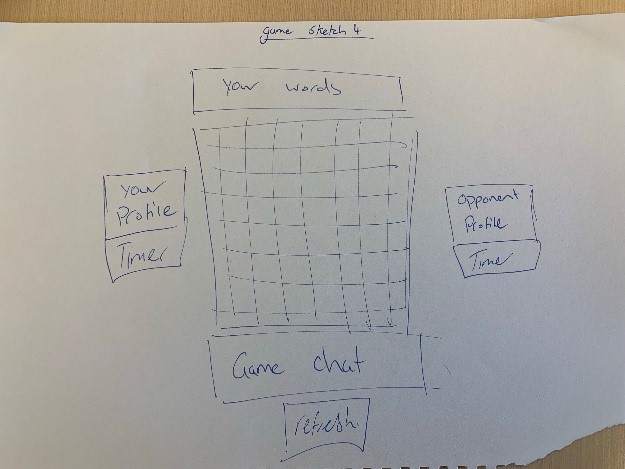 game sketch 4
Your words
Your
Profile
Timer
Opponent
Profile
Timer
Game chat
refresh